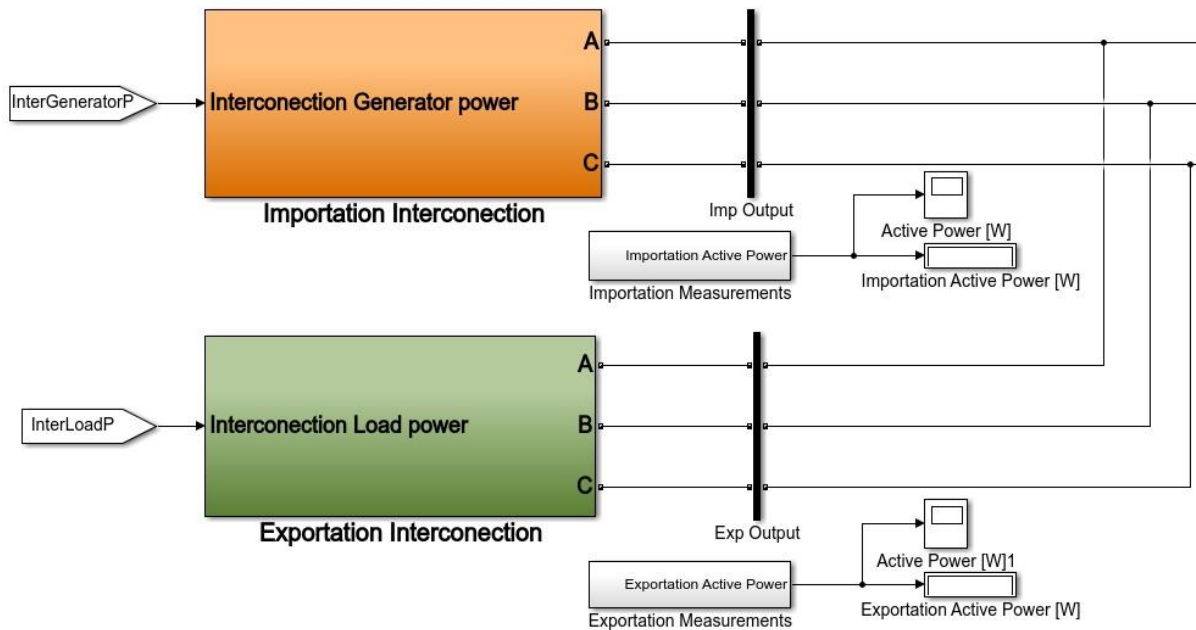 A
InterGeneratorP
Interconection Generator power
B
C
Importation Interconection
Imp Output
Active Power [W]
Importation Active Power
Importation Active Power [W]
Importation Measurements
A
InterLoadP
Interconection Load power
B
C
Exportation Interconection
Exp Output
Active Power [W]1
Exportation Active Power
Exportation Active Power [W]
Exportation Measurements